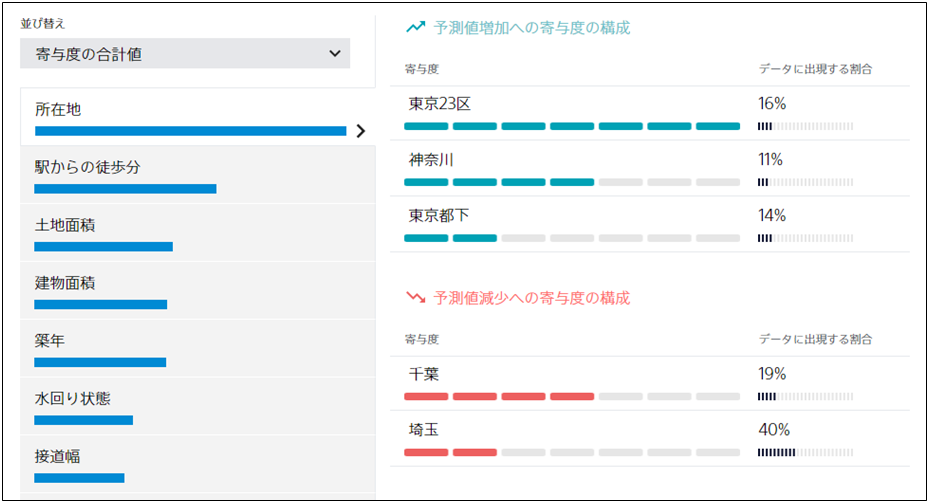 並び替え
寄与度の合計値
所在地
駅からの徒歩分
土地面積
建物面積
築年
水回り状態
接道幅
予測値増加への寄与度の構成
寄与度 データに出現する割合
東京23区 16%
神奈川 11%
東京都下 14%
予測値減少への寄与度の構成
寄与度 データに出現する割合
千葉 19%
埼玉 40%